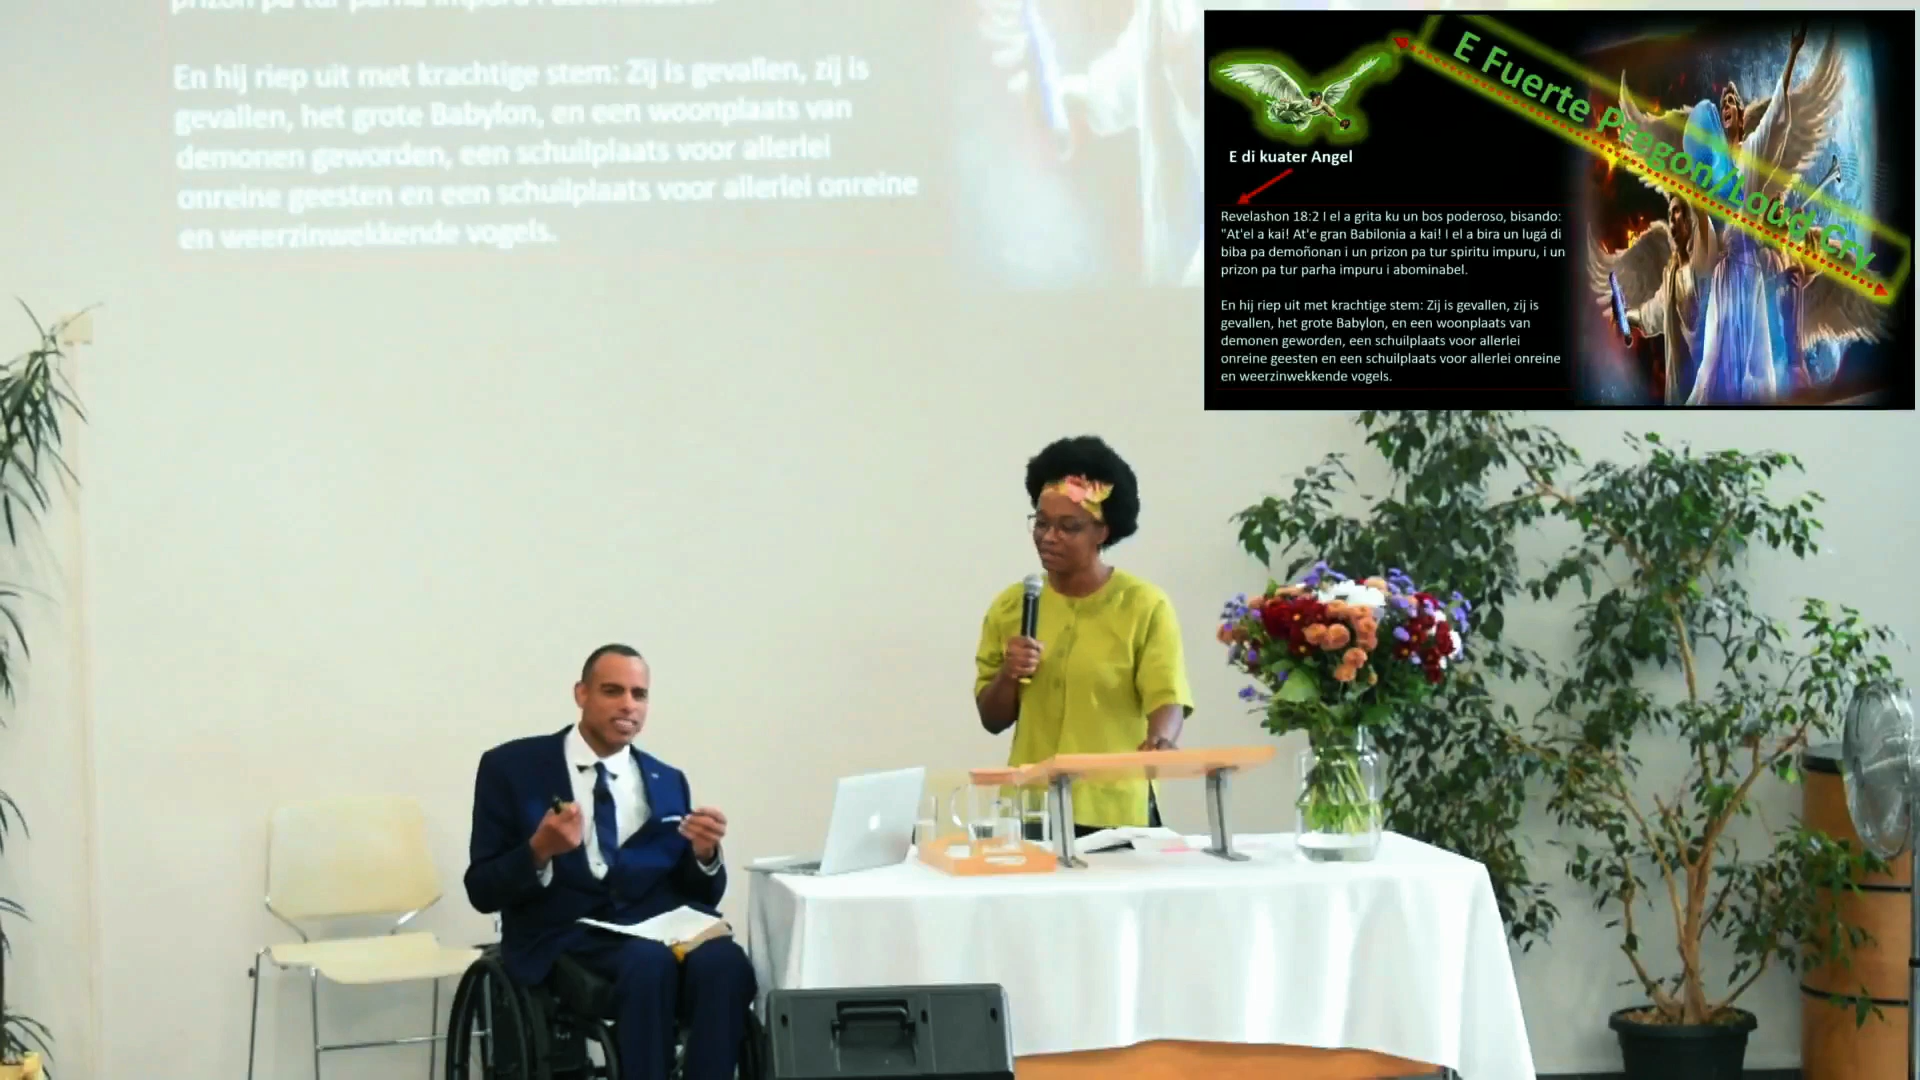 prizon pa tur parha impuru i abominabel.
En hij riep uit met krachtige stem: Zij is gevallen, zij is
gevallen, het grote Babylon, en een woonplaats van
demonen geworden, een schuilplaats voor allerlei
onreine geesten en een schuilplaats voor allerlei onreine
en weerzinwekkende vogels.
E Fuerte Pregon/Loud Cry
E di kuater Angel
Revelashon 18:2 I el a grita ku un bos poderoso, bisando:
"At'el a kai! At'e gran Babilonia a kai! I el a bira un lugá di
biba pa demoñonan i un prizon pa tur spiritu impuru, i un
prizon pa tur parha impuru i abominabel.
En hij riep uit met krachtige stem: Zij is gevallen, zij is
gevallen, het grote Babylon, en een woonplaats van
demonen geworden, een schuilplaats voor allerlei
onreine geesten en een schuilplaats voor allerlei onreine
en weerzinwekkende vogels.